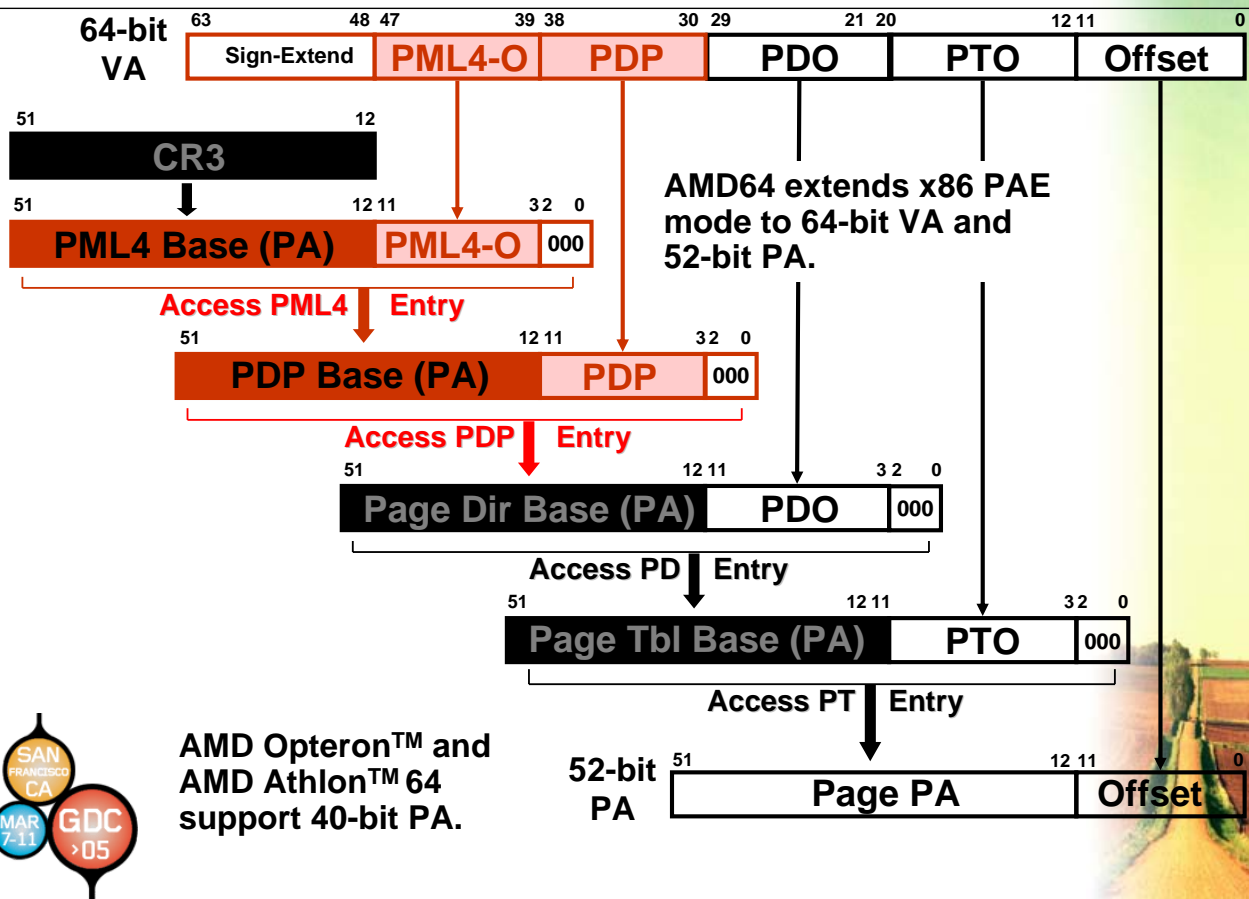 63 48 47 39 38 30 29 21 20 12 11 0
64-bit VA Sign-Extend PML4-O PDP PDO PTO Offset
51 12
CR3
51 12 11 3 2 0
PML4 Base (PA) PML4-O 000
AMD64 extends x86 PAE
mode to 64-bit VA and
52-bit PA.
Access PML4 Entry
51 12 11 3 2 0
PDP Base (PA) PDP 000
Access PDP Entry
51 12 11 3 2 0
Page Dir Base (PA) PDO 000
Access PD Entry
51 12 11 3 2 0
Page Tbl Base (PA) PTO 000
Access PT Entry
51 12 11 0
52-bit PA Page PA Offset
AMD Opteron™ and
AMD Athlon™ 64
support 40-bit PA.
SAN
FRANCISCO
CA
MAR
7-11
GDC
>05